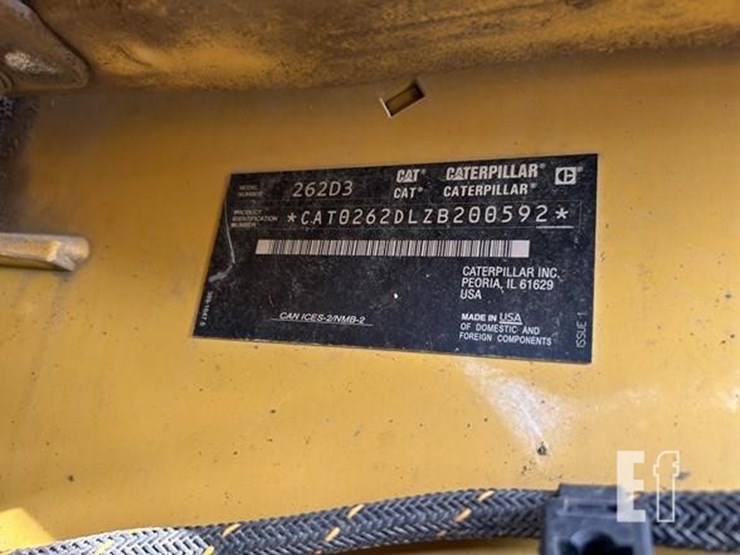 MODEL NUMBER 262D3 CAT® CATERPILLAR®
CAT® CATERPILLAR®
PRODUCT IDENTIFICATION NUMBER *CAT0262DLZB200592*
CATERPILLAR INC.
PEORIA, IL 61629
USA
CAN ICES-2/NMB-2
MADE IN USA
OF DOMESTIC AND
FOREIGN COMPONENTS
ISSUE 1
Ef